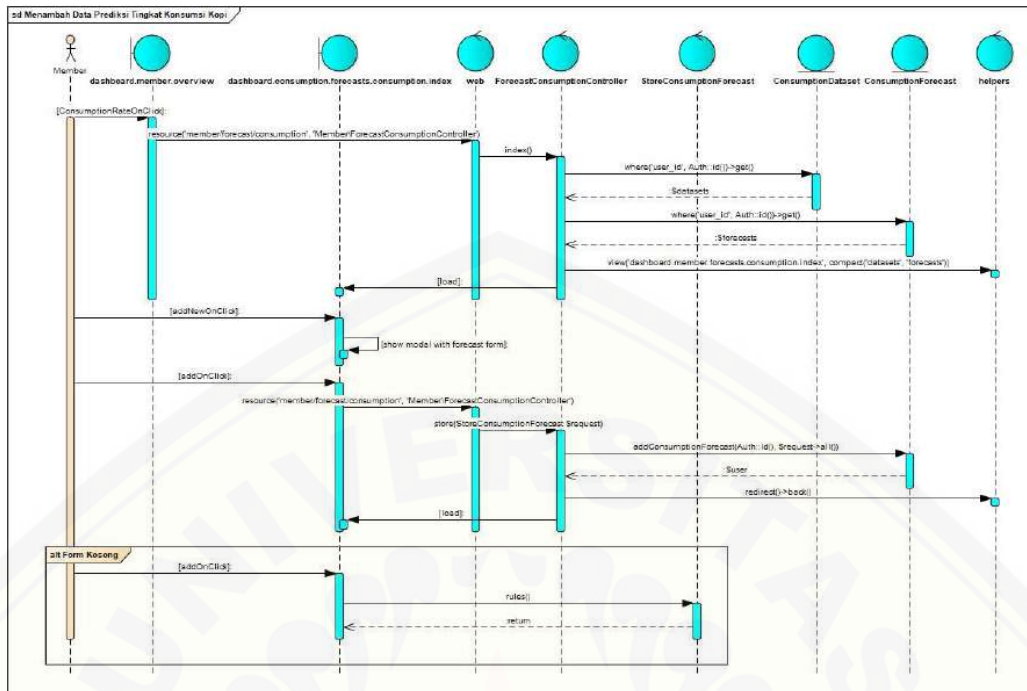 sd Menambah Data Prediksi Tingkat Konsumsi Kopi
Member
dashboard.member.overview
dashboard.consumption.forecasts.consumption.index
web
ForecastConsumptionController
StoreConsumptionForecast
ConsumptionDataset
ConsumptionForecast
helpers
[ConsumptionRateOnClick]:
resource('member/forecast/consumption', 'Member\ForecastConsumptionController')
index()
where('user_id', Auth::id())->get()
:$datasets
where('user_id', Auth::id())->get()
:$forecasts
view('dashboard.member.forecasts.consumption.index', compact('datasets', 'forecasts'))
[load]:
[addNewOnClick]:
[show modal with forecast form]:
[addOnClick]:
resource('member/forecast/consumption', 'Member\ForecastConsumptionController')
store(StoreConsumptionForecast $request)
addConsumptionForecast(Auth::id(), $request->all())
:$user
redirect()->back()
[load]:
alt Form Kosong
[addOnClick]:
rules()
:return
UNIVERSITAS